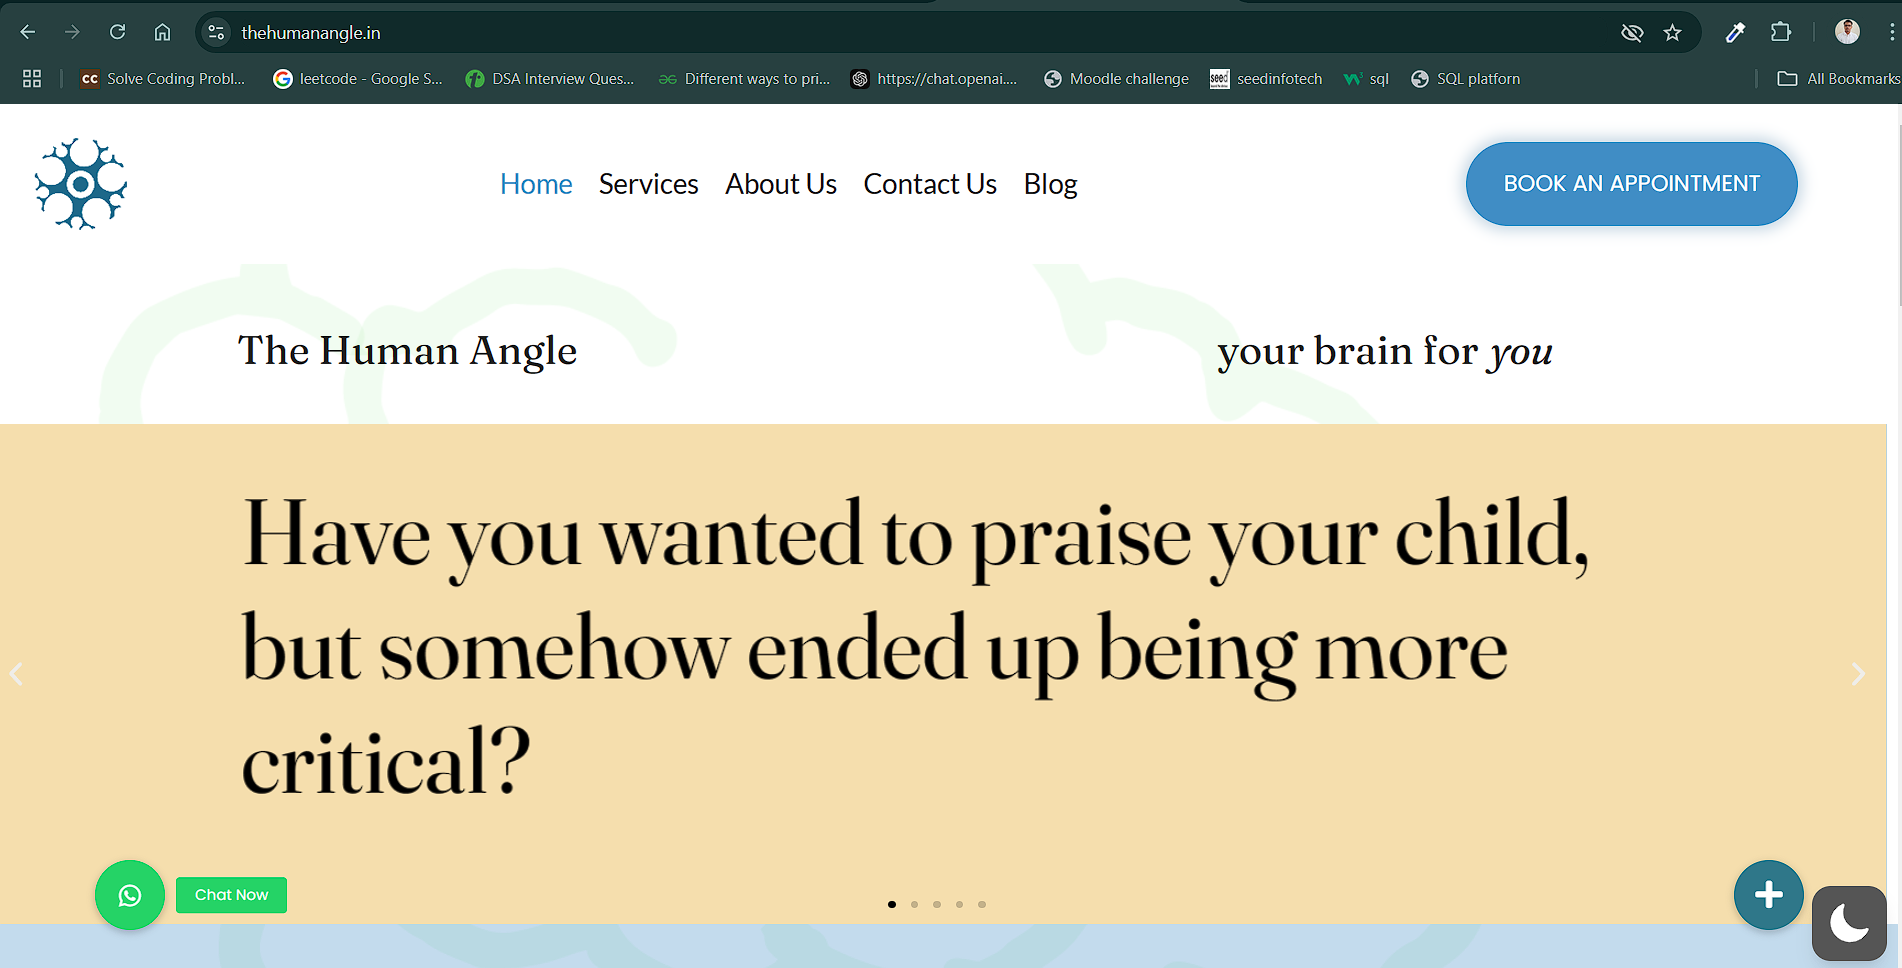 thehumanangle.in
CC Solve Coding Probl...
leetcode - Google S...
DSA Interview Ques...
Different ways to pri...
https://chat.openai....
Moodle challenge
seed seedinfotech
sql
SQL platforn
All Bookmarks
Home Services About Us Contact Us Blog
BOOK AN APPOINTMENT
The Human Angle
your brain for you
Have you wanted to praise your child,
but somehow ended up being more
critical?
Chat Now